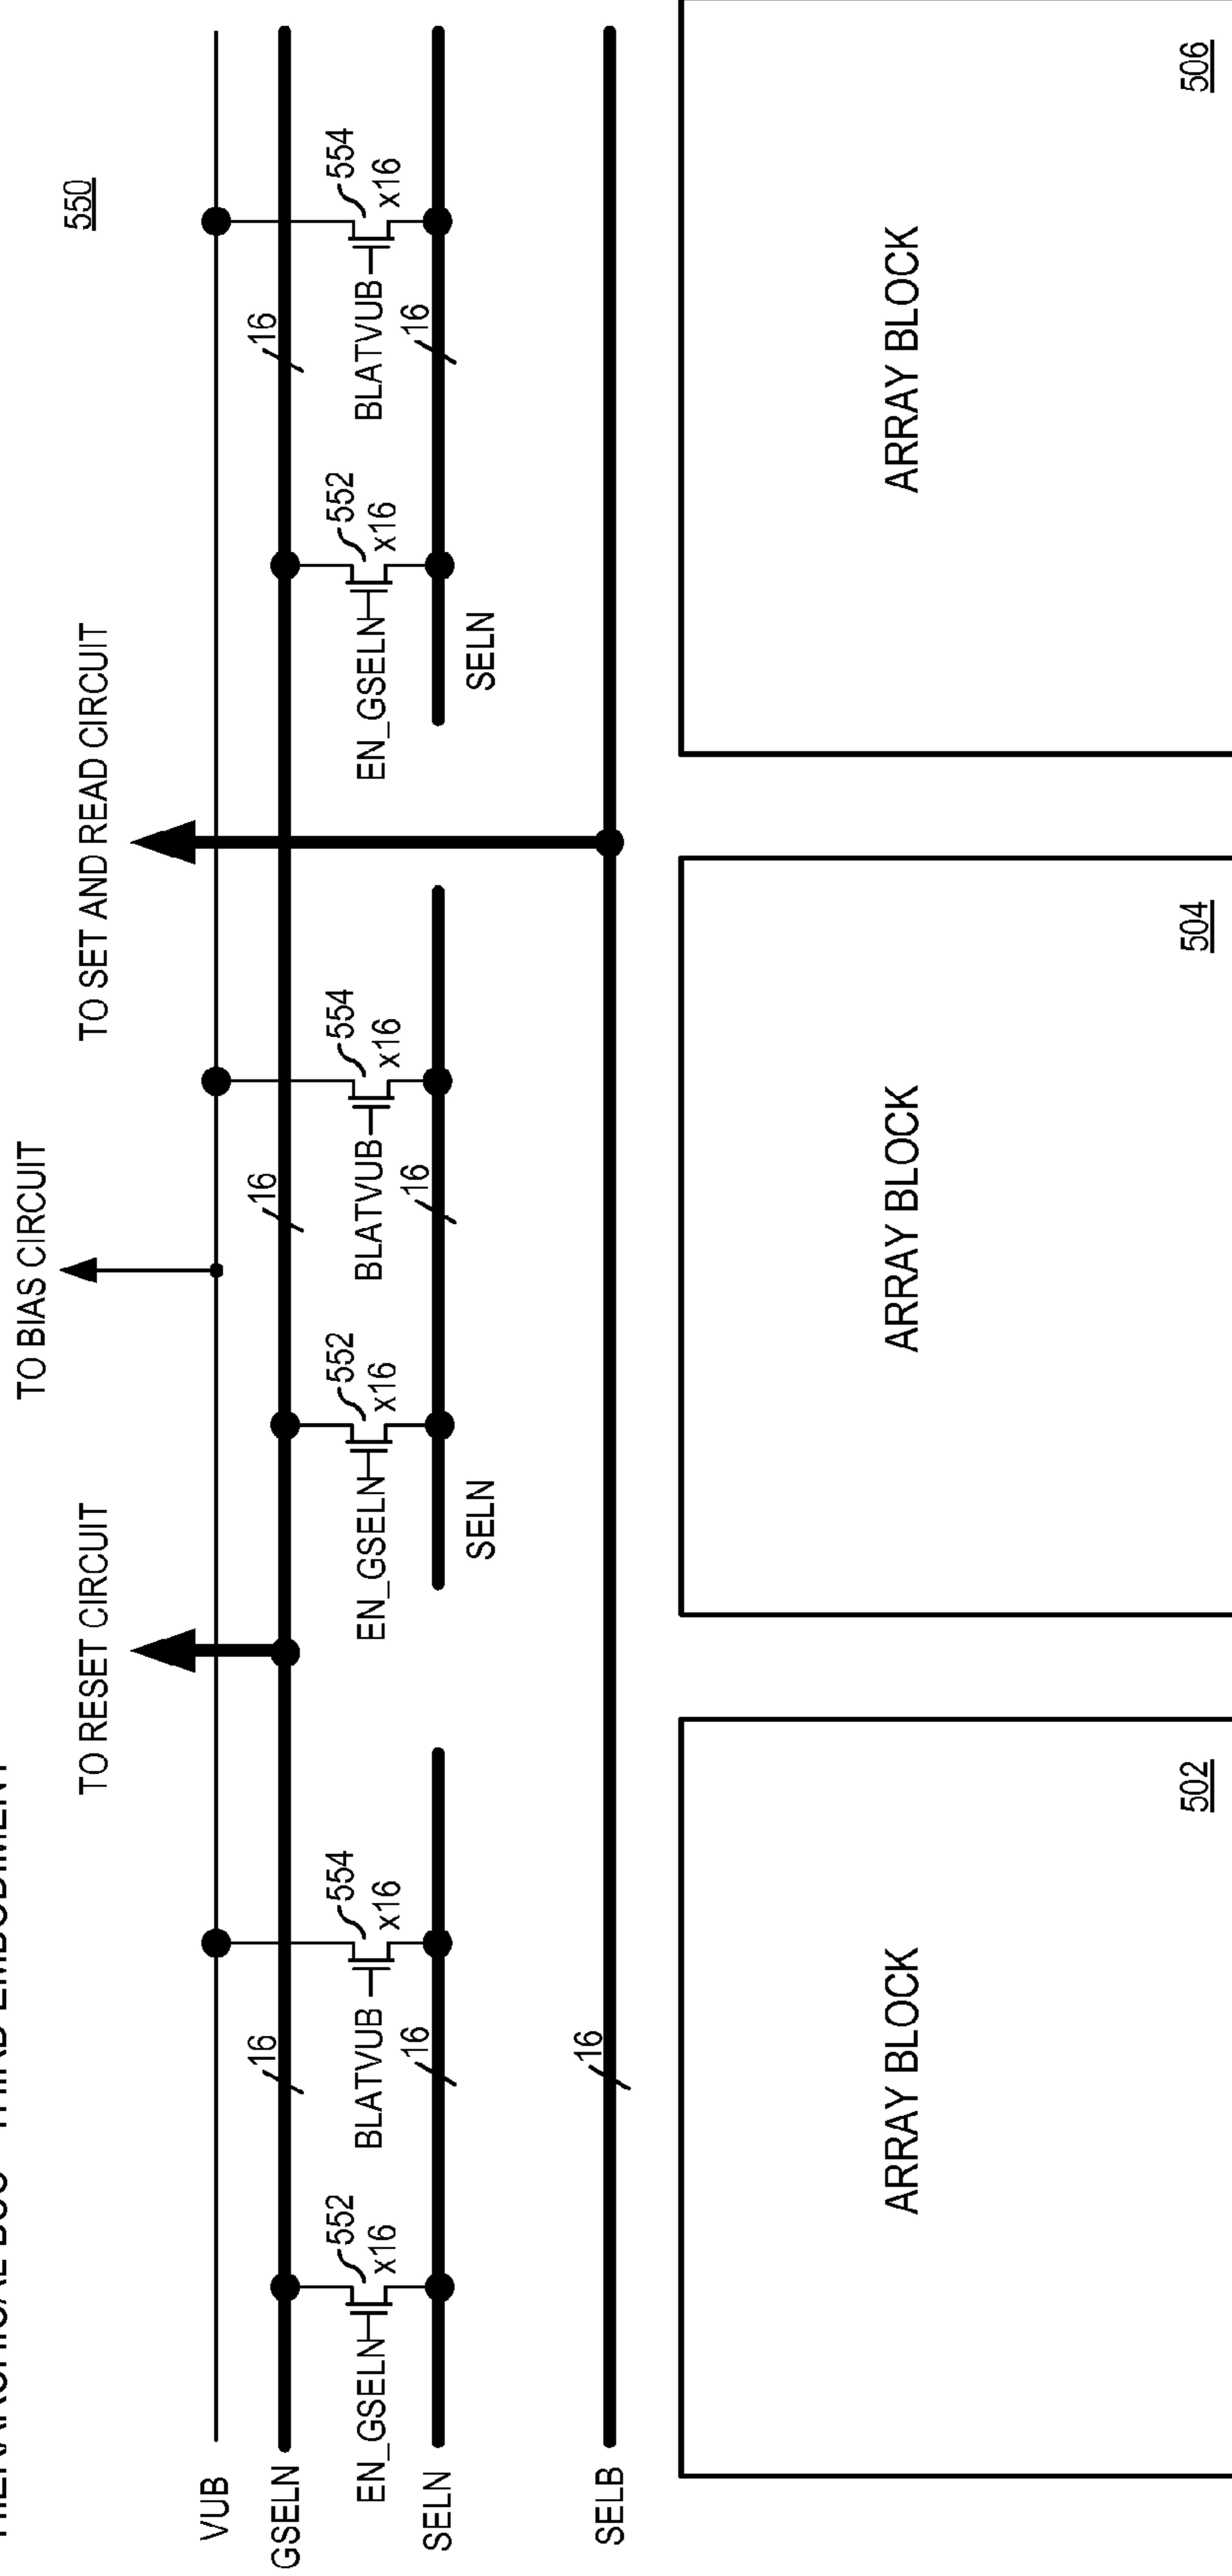 HIERARCHICAL BUS - THIRD EMBODIMENT
TO BIAS CIRCUIT
550
TO RESET CIRCUIT
TO SET AND READ CIRCUIT
VUB
16
16
16
GSELN
552
554
552
554
552
554
EN_GSELN
x16
BLATVUB
x16
EN_GSELN
x16
BLATVUB
x16
EN_GSELN
x16
BLATVUB
x16
16
16
16
SELN
SELN
SELN
16
SELB
ARRAY BLOCK
ARRAY BLOCK
ARRAY BLOCK
502
504
506